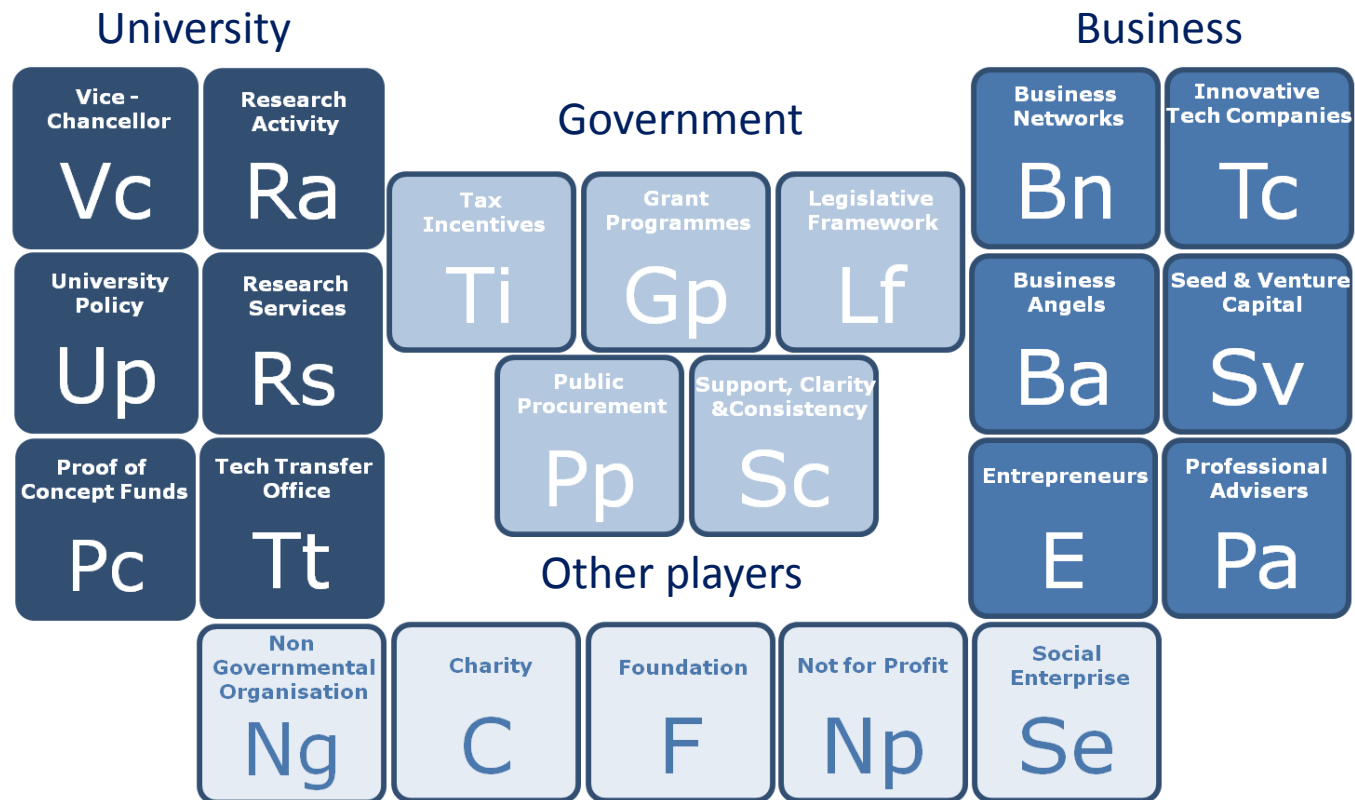 University
Vice -
Chancellor
Vc
Research
Activity
Ra
University
Policy
Up
Research
Services
Rs
Proof of
Concept Funds
Pc
Tech Transfer
Office
Tt
Government
Tax
Incentives
Ti
Grant
Programmes
Gp
Legislative
Framework
Lf
Public
Procurement
Pp
Support, Clarity
&Consistency
Sc
Business
Business
Networks
Bn
Innovative
Tech Companies
Tc
Business
Angels
Ba
Seed & Venture
Capital
Sv
Entrepreneurs
E
Professional
Advisers
Pa
Other players
Non
Governmental
Organisation
Ng
Charity
C
Foundation
F
Not for Profit
Np
Social
Enterprise
Se